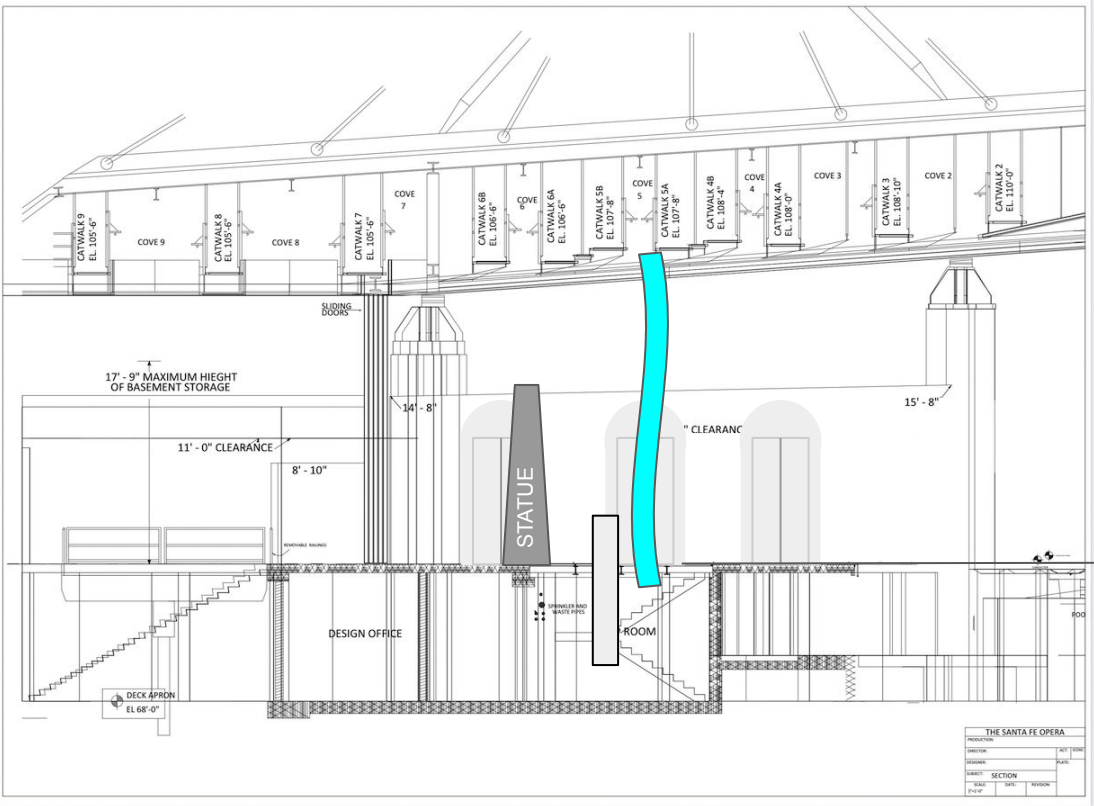 CATWALK 9
EL. 105'-6"
COVE 9
CATWALK 8
EL. 105'-6"
COVE 8
CATWALK 7
EL. 105'-6"
COVE
7
CATWALK 6B
EL. 106'-6"
COVE
6
CATWALK 6A
EL. 106'-6"
CATWALK 5B
EL. 107'-8"
COVE
5
CATWALK 5A
EL. 107'-8"
CATWALK 4B
EL. 108'-4"
COVE
4
CATWALK 4A
EL. 108'-0"
COVE 3
CATWALK 3
EL. 108'-10"
COVE 2
CATWALK 2
EL. 110'-0"
SLIDING
DOORS
17' - 9" MAXIMUM HIEGHT
OF BASEMENT STORAGE
14' - 8"
15' - 8"
11' - 0" CLEARANCE
" CLEARANC
8' - 10"
STATUE
REMOVABLE RAILINGS
SPRINKLER AND
WASTE PIPES
DESIGN OFFICE
ROOM
POO
DECK APRON
EL 68'-0"
THE SANTA FE OPERA
PRODUCTION:
DIRECTOR:
ACT: SCENE
DESIGNER:
PLATE:
SUBJECT: SECTION
SCALE: DATE: REVISION: